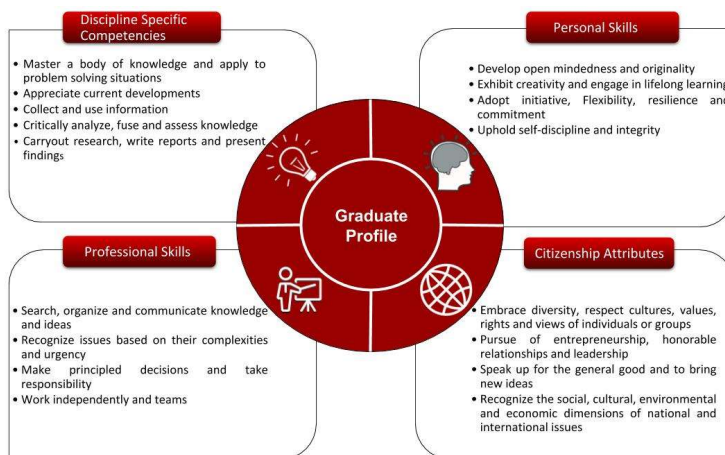 Discipline Specific
Competencies
• Master a body of knowledge and apply to
problem solving situations
• Appreciate current developments
• Collect and use information
• Critically analyze, fuse and assess knowledge
• Carryout research, write reports and present
findings
Personal Skills
• Develop open mindedness and originality
• Exhibit creativity and engage in lifelong learning
• Adopt initiative, Flexibility, resilience and
commitment
• Uphold self-discipline and integrity
Graduate
Profile
Professional Skills
• Search, organize and communicate knowledge
and ideas
• Recognize issues based on their complexities
and urgency
• Make principled decisions and take
responsibility
• Work independently and teams
Citizenship Attributes
• Embrace diversity, respect cultures, values,
rights and views of individuals or groups
• Pursue of entrepreneurship, honorable
relationships and leadership
• Speak up for the general good and to bring
new ideas
• Recognize the social, cultural, environmental
and economic dimensions of national and
international issues